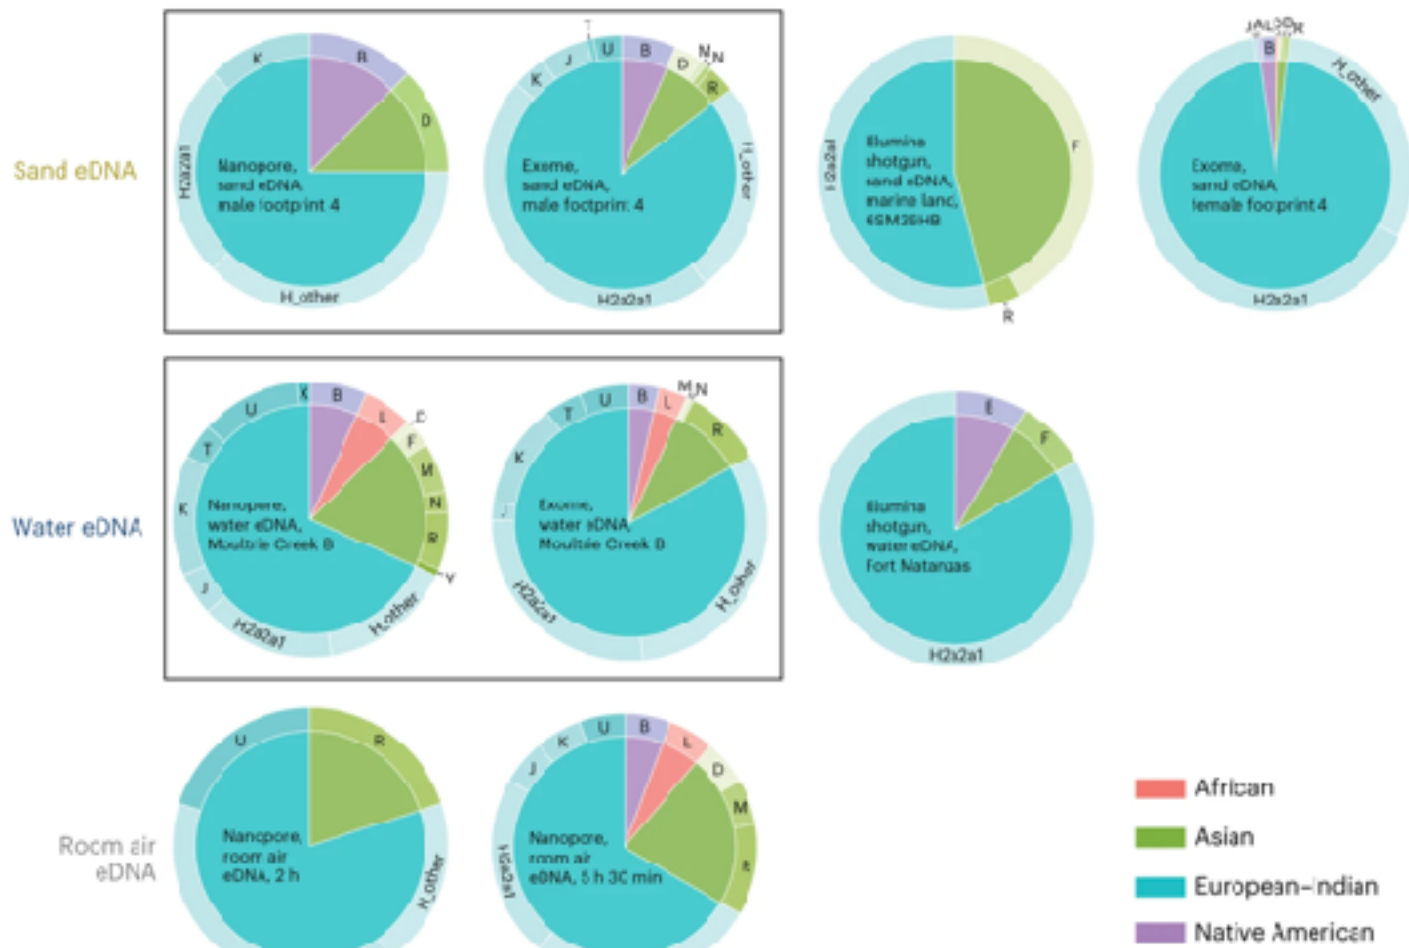 Sand eDNA
K
B
D
H2a2a1
H_other
Nanopore,
sand eDNA
male footprint 4
T
U
B
D
N
R
J
K
H_other
H2a2a1
Exome,
sand eDNA,
male footprint 4
H2a2a1
F
R
Illumina
shotgun,
sand eDNA,
marine land,
B
R
H_other
H2a2a1
Exome,
sand eDNA,
female footprint 4
Water eDNA
U
B
L
F
M
N
R
T
K
J
H2a2a1
H_other
Nanopore,
water eDNA,
Moultrie Creek B
U
B
L
M
N
R
T
K
J
H2a2a1
H_other
Exome,
water eDNA,
Moultrie Creek B
F
H2a2a1
Illumina
shotgun,
water eDNA,
Fort Matanzas
Room air
eDNA
U
R
H_other
Nanopore,
room air
eDNA, 2 h
U
B
L
D
M
K
J
H2a2a1
Nanopore,
room air
eDNA, 5 h 30 min
African
Asian
European–Indian
Native American